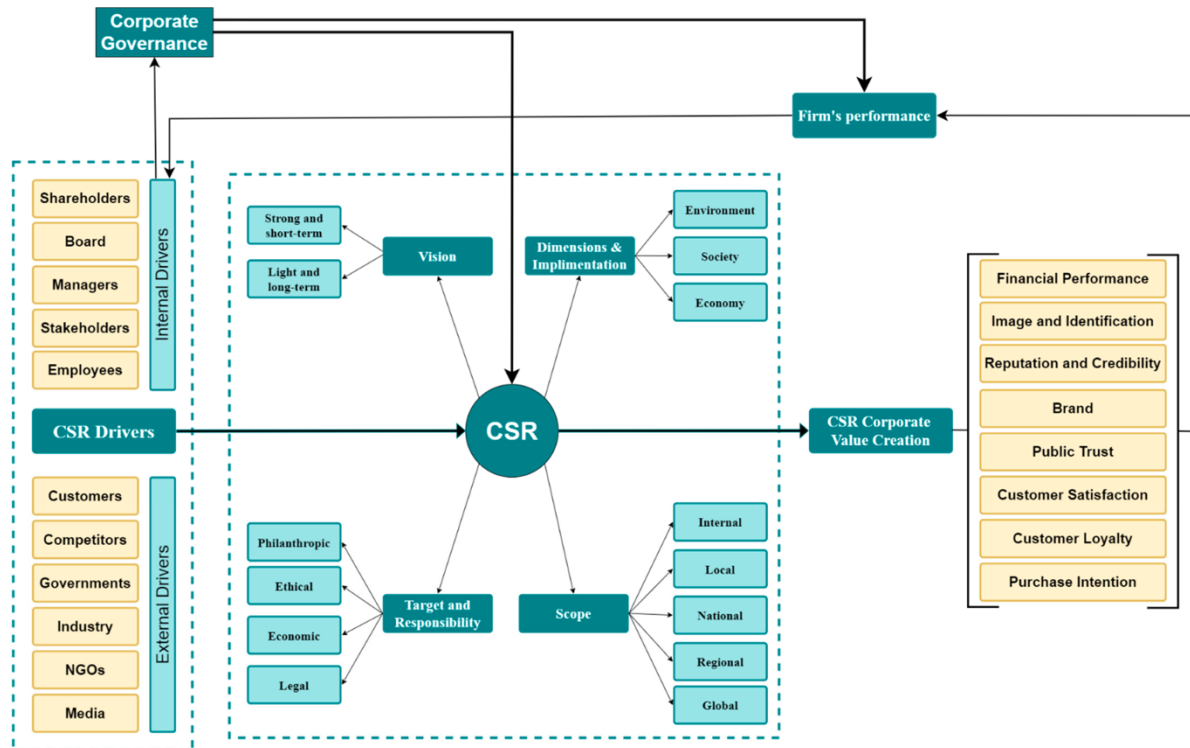 Corporate
Governance
Firm's performance
Shareholders
Board
Managers
Stakeholders
Employees
Internal Drivers
CSR Drivers
Customers
Competitors
Governments
Industry
NGOs
Media
External Drivers
Strong and
short-term
Light and
long-term
Vision
Dimensions &
Implimentation
Environment
Society
Economy
CSR
Philanthropic
Ethical
Economic
Legal
Target and
Responsibility
Scope
Internal
Local
National
Regional
Global
CSR Corporate
Value Creation
Financial Performance
Image and Identification
Reputation and Credibility
Brand
Public Trust
Customer Satisfaction
Customer Loyalty
Purchase Intention